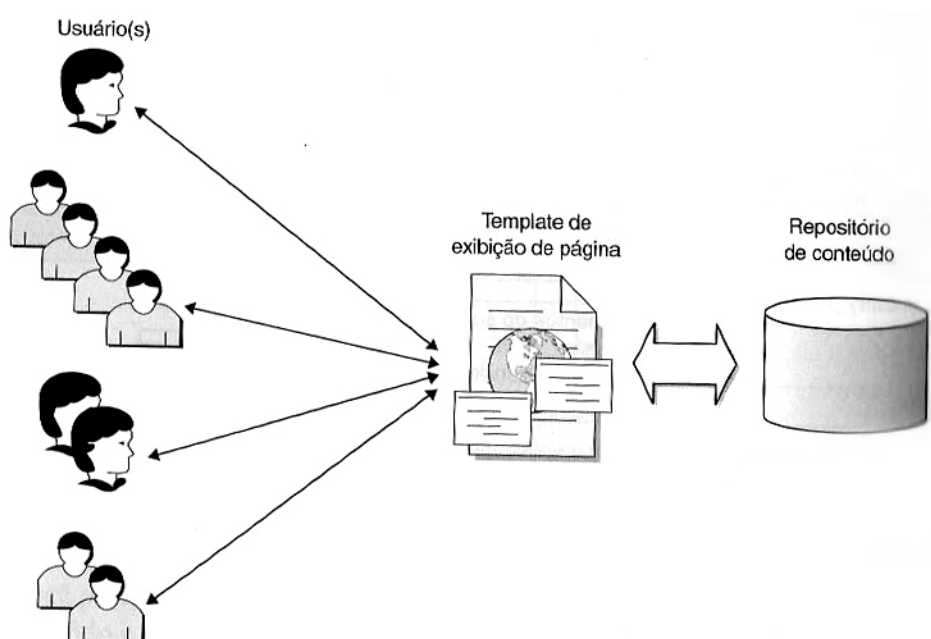 Usuário(s)
Template de
exibição de página
Repositório
de conteúdo